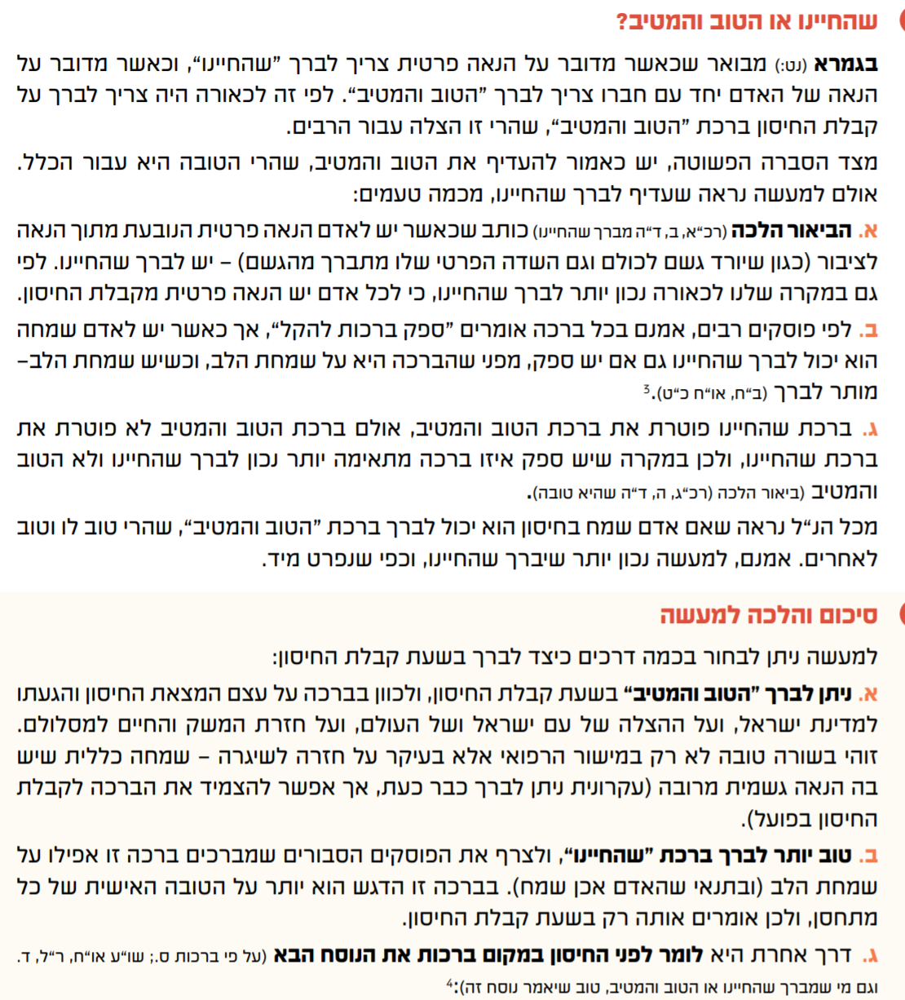 שהחיינו או הטוב והמטיב?
בגמרא (נט:) מבואר שכאשר מדובר על הנאה פרטית צריך לברך ״שהחיינו״, וכאשר מדובר על
הנאה של האדם יחד עם חברו צריך לברך ״הטוב והמטיב״. לפי זה לכאורה היה צריך לברך על
קבלת החיסון ברכת ״הטוב והמטיב״, שהרי זו הצלה עבור הרבים.
מצד הסברה הפשוטה, יש כאמור להעדיף את הטוב והמטיב, שהרי הטובה היא עבור הכלל.
אולם למעשה נראה שעדיף לברך שהחיינו, מכמה טעמים:
א. הביאור הלכה (רכ״א, ב, ד״ה מברך שהחיינו) כותב שכאשר יש לאדם הנאה פרטית הנובעת מתוך הנאה
לציבור (כגון שיורד גשם לכולם וגם השדה הפרטי שלו מתברך מהגשם) – יש לברך שהחיינו. לפי
גם במקרה שלנו לכאורה נכון יותר לברך שהחיינו, כי לכל אדם יש הנאה פרטית מקבלת החיסון.
ב. לפי פוסקים רבים, אמנם בכל ברכה אומרים ״ספק ברכות להקל״, אך כאשר יש לאדם שמחה
הוא יכול לברך שהחיינו גם אם יש ספק, מפני שהברכה היא על שמחת הלב, וכשיש שמחת הלב–
מותר לברך (ב״ח, או״ח כ״ט).³
ג. ברכת שהחיינו פוטרת את ברכת הטוב והמטיב, אולם ברכת הטוב והמטיב לא פוטרת את
ברכת שהחיינו, ולכן במקרה שיש ספק איזו ברכה מתאימה יותר נכון לברך שהחיינו ולא הטוב
והמטיב (ביאור הלכה (רכ״ג, ה, ד״ה שהיא טובה).
מכל הנ״ל נראה שאם אדם שמח בחיסון הוא יכול לברך ברכת ״הטוב והמטיב״, שהרי טוב לו וטוב
לאחרים. אמנם, למעשה נכון יותר שיברך שהחיינו, וכפי שנפרט מיד.
סיכום והלכה למעשה
למעשה ניתן לבחור בכמה דרכים כיצד לברך בשעת קבלת החיסון:
א. ניתן לברך ״הטוב והמטיב״ בשעת קבלת החיסון, ולכוון בברכה על עצם המצאת החיסון והגעתו
למדינת ישראל, ועל ההצלה של עם ישראל ושל העולם, ועל חזרת המשק והחיים למסלולם.
זוהי בשורה טובה לא רק במישור הרפואי אלא בעיקר על חזרה לשיגרה – שמחה כללית שיש
בה הנאה גשמית מרובה (עקרונית ניתן לברך כבר כעת, אך אפשר להצמיד את הברכה לקבלת
החיסון בפועל).
ב. טוב יותר לברך ברכת ״שהחיינו״, ולצרף את הפוסקים הסבורים שמברכים ברכה זו אפילו על
שמחת הלב (ובתנאי שהאדם אכן שמח). בברכה זו הדגש הוא יותר על הטובה האישית של כל
מתחסן, ולכן אומרים אותה רק בשעת קבלת החיסון.
ג. דרך אחרת היא לומר לפני החיסון במקום ברכות את הנוסח הבא (על פי ברכות ס.; שו״ע או״ח, ר״ל, ד.
וגם מי שמברך שהחיינו או הטוב והמטיב, טוב שיאמר נוסח זה):⁴